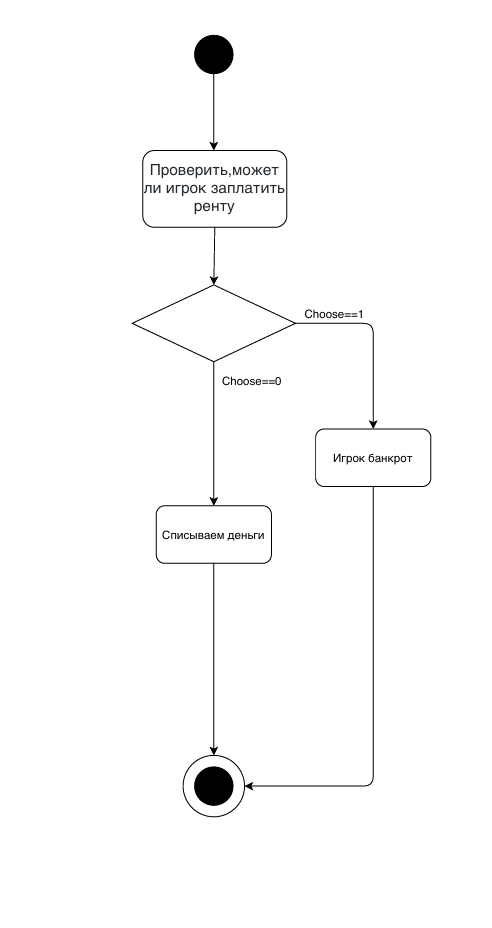 Проверить,может
ли игрок заплатить
ренту
Choose==1
Choose==0
Игрок банкрот
Списываем деньги